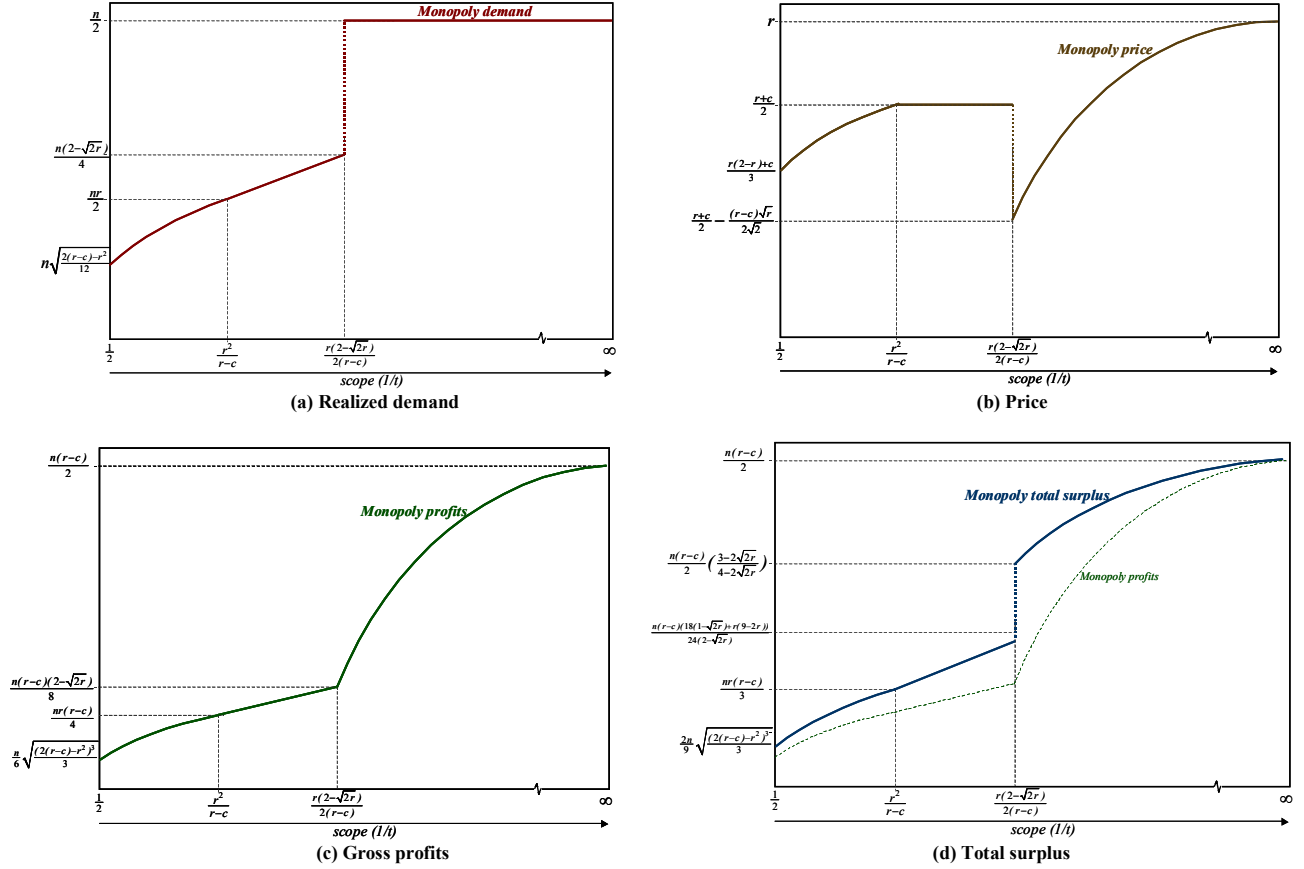 Monopoly demand
n/2
n(2−√2r)/4
nr/2
n√(2(r−c)−r²/12)
1/2
r²/r−c
r(2−√2r)/2(r−c)
∞
scope (1/t)
(a) Realized demand
Monopoly price
r
r+c/2
r(2−r)+c/3
r+c/2 − (r−c)√r/2√2
1/2
r²/r−c
r(2−√2r)/2(r−c)
∞
scope (1/t)
(b) Price
n(r−c)/2
Monopoly profits
n(r−c)(2−√2r)/8
nr(r−c)/4
n/6 √((2(r−c)−r²)³/3)
1/2
r²/r−c
r(2−√2r)/2(r−c)
∞
scope (1/t)
(c) Gross profits
n(r−c)/2
Monopoly total surplus
n(r−c)/2 (3−2√2r/4−2√2r)
Monopoly profits
n(r−c)(18(1−√2r)+r(9−2r))/24(2−√2r)
nr(r−c)/3
2n/9 √((2(r−c)−r²)³/3)
1/2
r²/r−c
r(2−√2r)/2(r−c)
∞
scope (1/t)
(d) Total surplus